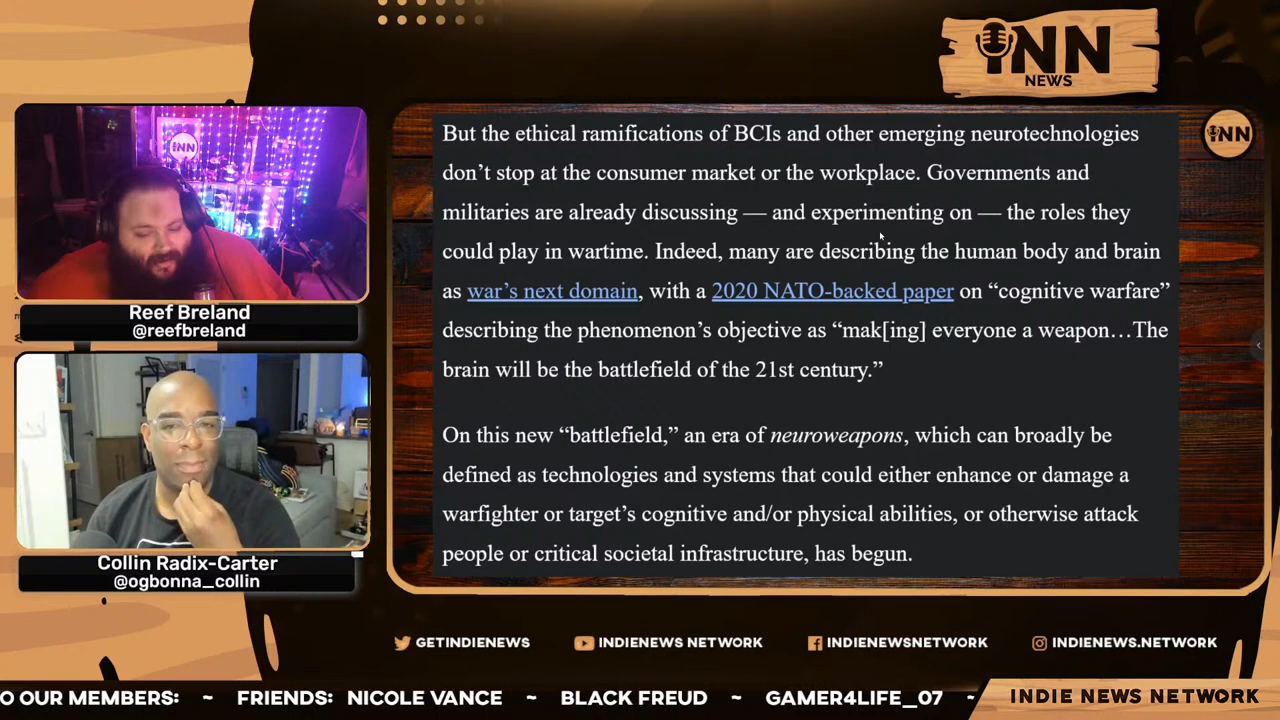 INN
NEWS
INN
But the ethical ramifications of BCIs and other emerging neurotechnologies
don’t stop at the consumer market or the workplace. Governments and
militaries are already discussing — and experimenting on — the roles they
could play in wartime. Indeed, many are describing the human body and brain
as war’s next domain, with a 2020 NATO-backed paper on “cognitive warfare”
describing the phenomenon’s objective as “mak[ing] everyone a weapon…The
brain will be the battlefield of the 21st century.”
On this new “battlefield,” an era of neuroweapons, which can broadly be
defined as technologies and systems that could either enhance or damage a
warfighter or target’s cognitive and/or physical abilities, or otherwise attack
people or critical societal infrastructure, has begun.
Reef Breland
@reefbreland
Collin Radix-Carter
@ogbonna_collin
GETINDIENEWS
INDIENEWS NETWORK
INDIENEWSNETWORK
INDIENEWS.NETWORK
O OUR MEMBERS: ~ FRIENDS: NICOLE VANCE ~ BLACK FREUD ~ GAMER4LIFE_07 ~
INDIE NEWS NETWORK